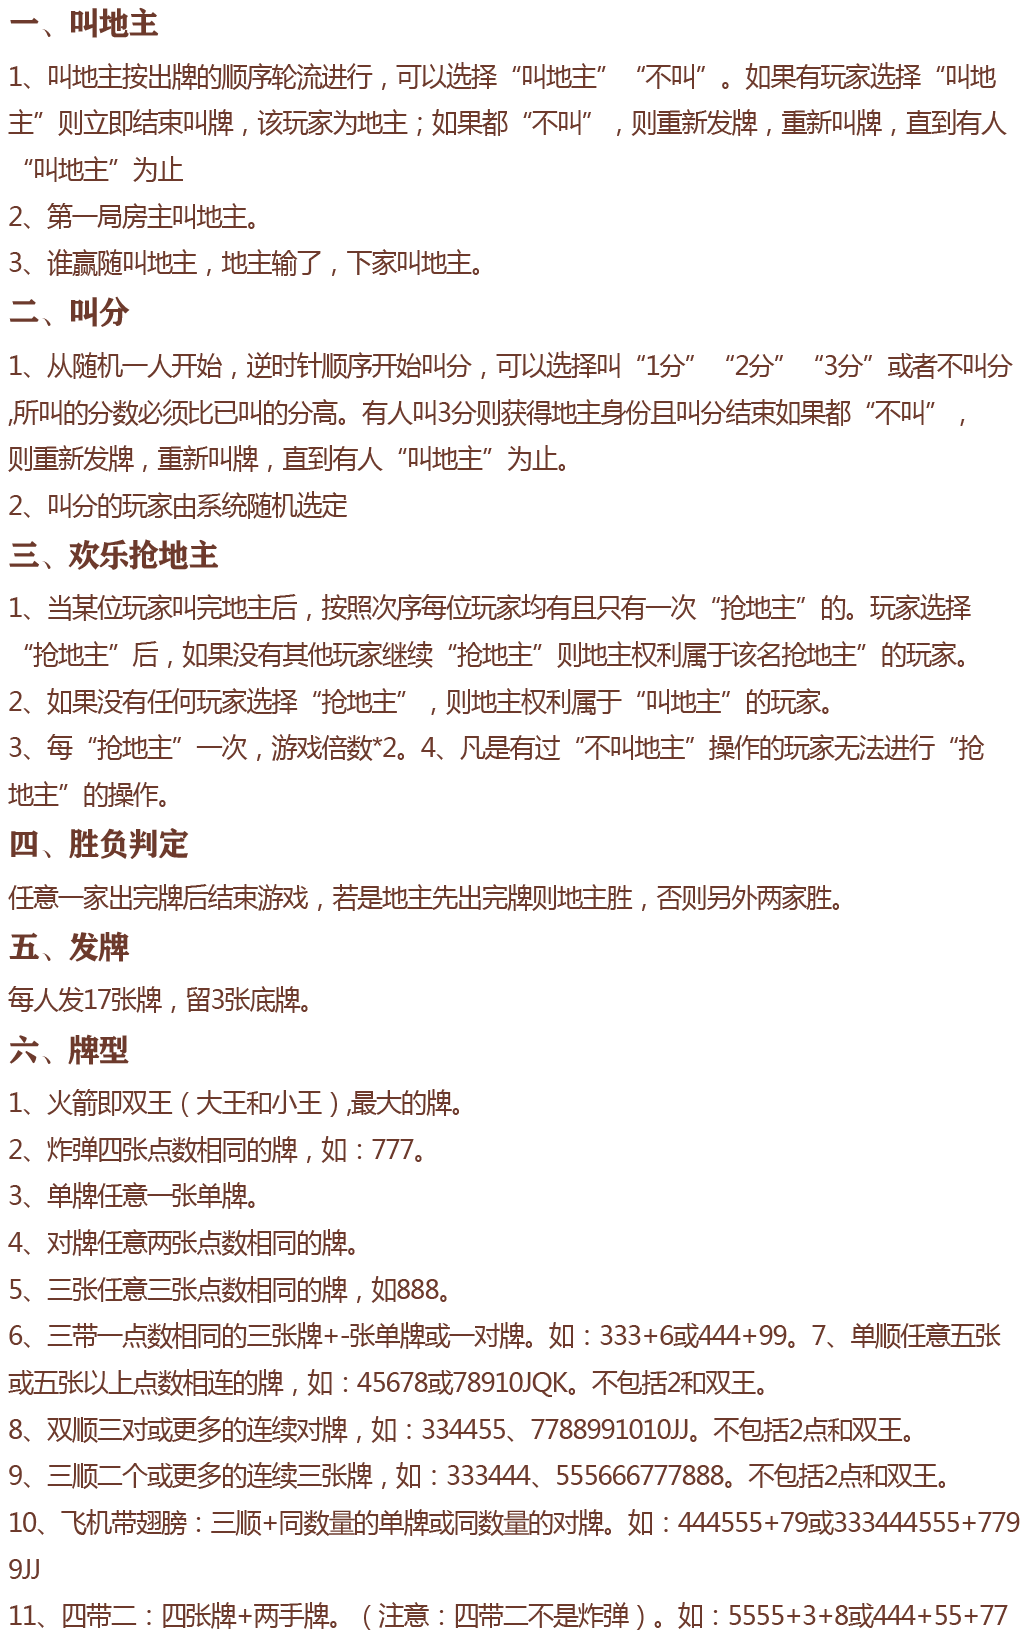 一、叫地主
1、叫地主按出牌的顺序轮流进行，可以选择“叫地主”“不叫”。如果有玩家选择“叫地
主”则立即结束叫牌，该玩家为地主；如果都“不叫”，则重新发牌，重新叫牌，直到有人
“叫地主”为止
2、第一局房主叫地主。
3、谁赢随叫地主，地主输了，下家叫地主。
二、叫分
1、从随机一人开始，逆时针顺序开始叫分，可以选择叫“1分”“2分”“3分”或者不叫分
,所叫的分数必须比已叫的分高。有人叫3分则获得地主身份且叫分结束如果都“不叫”，
则重新发牌，重新叫牌，直到有人“叫地主”为止。
2、叫分的玩家由系统随机选定
三、欢乐抢地主
1、当某位玩家叫完地主后，按照次序每位玩家均有且只有一次“抢地主”的。玩家选择
“抢地主”后，如果没有其他玩家继续“抢地主”则地主权利属于该名抢地主”的玩家。
2、如果没有任何玩家选择“抢地主”，则地主权利属于“叫地主”的玩家。
3、每“抢地主”一次，游戏倍数*2。4、凡是有过“不叫地主”操作的玩家无法进行“抢
地主”的操作。
四、胜负判定
任意一家出完牌后结束游戏，若是地主先出完牌则地主胜，否则另外两家胜。
五、发牌
每人发17张牌，留3张底牌。
六、牌型
1、火箭即双王（大王和小王）,最大的牌。
2、炸弹四张点数相同的牌，如：777。
3、单牌任意一张单牌。
4、对牌任意两张点数相同的牌。
5、三张任意三张点数相同的牌，如888。
6、三带一点数相同的三张牌+-张单牌或一对牌。如：333+6或444+99。7、单顺任意五张
或五张以上点数相连的牌，如：45678或78910JQK。不包括2和双王。
8、双顺三对或更多的连续对牌，如：334455、7788991010JJ。不包括2点和双王。
9、三顺二个或更多的连续三张牌，如：333444、555666777888。不包括2点和双王。
10、飞机带翅膀：三顺+同数量的单牌或同数量的对牌。如：444555+79或333444555+779
9JJ
11、四带二：四张牌+两手牌。（注意：四带二不是炸弹）。如：5555+3+8或444+55+77